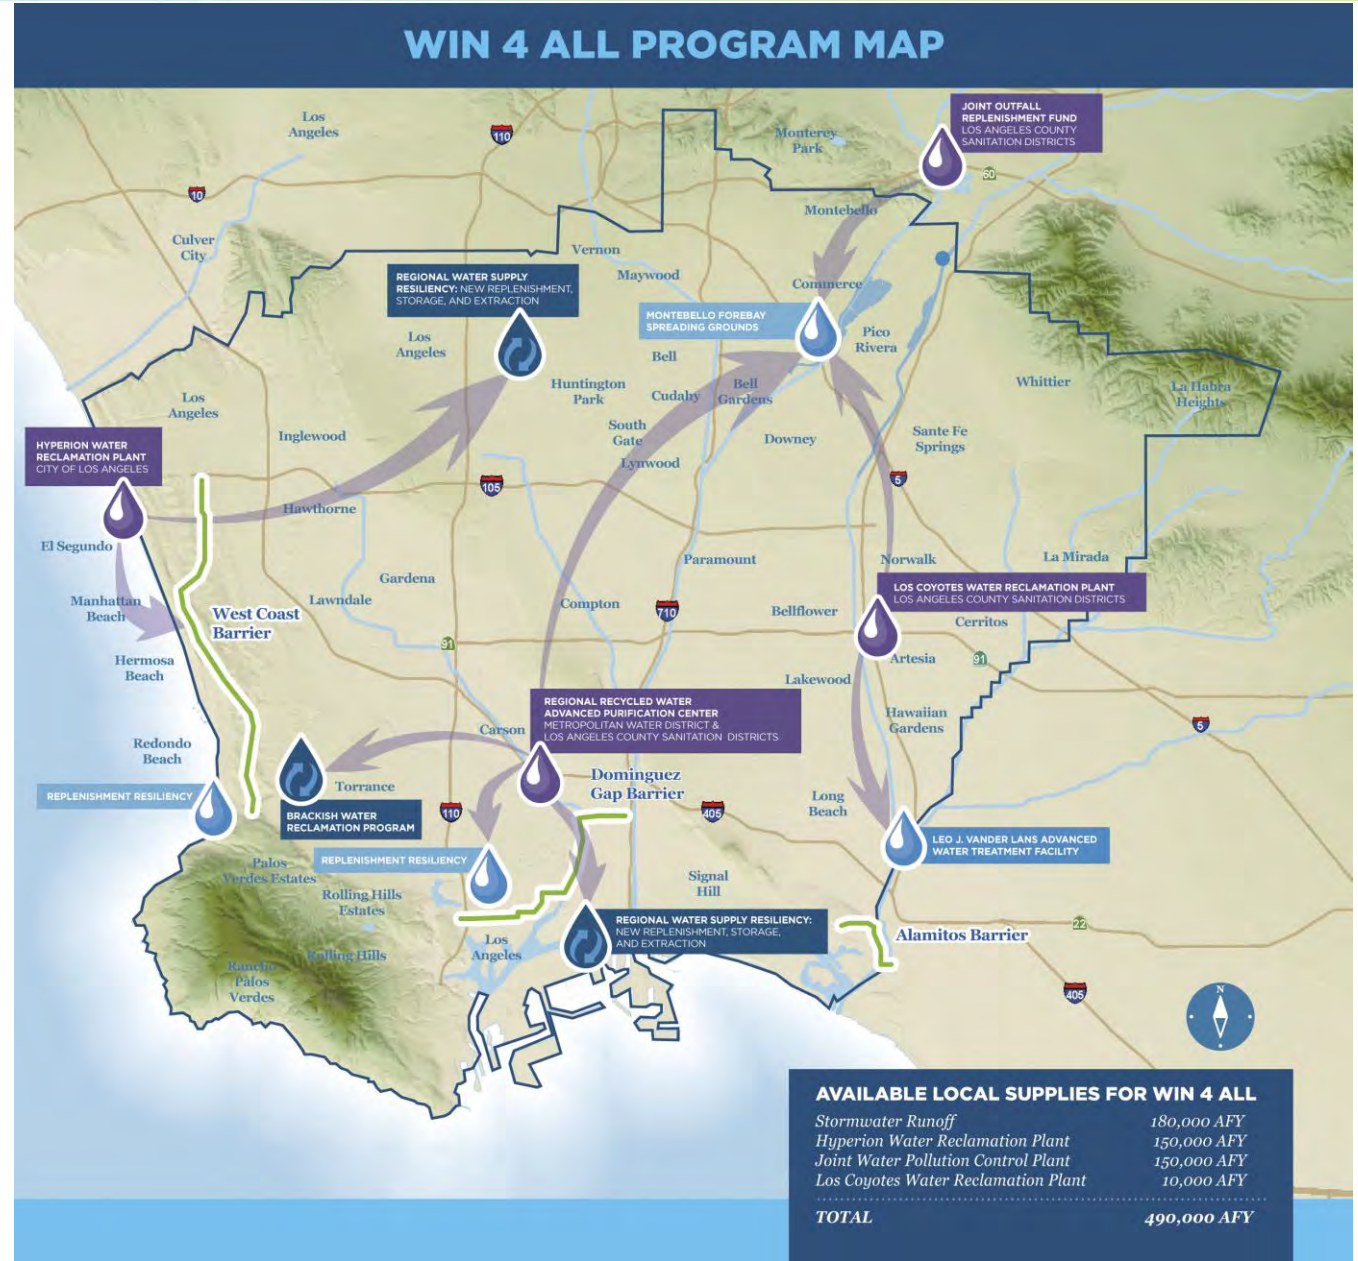 WIN 4 ALL PROGRAM MAP
JOINT OUTFALL
REPLENISHMENT FUND
LOS ANGELES COUNTY
SANITATION DISTRICTS
Los
Angeles
110
Monterey
Park
60
10
Montebello
Culver
City
Vernon
Maywood
Commerce
REGIONAL WATER SUPPLY
RESILIENCY: NEW REPLENISHMENT,
STORAGE, AND EXTRACTION
MONTEBELLO FOREBAY
SPREADING GROUNDS
Los
Angeles
Pico
Rivera
Bell
Huntington
Park
Cudahy
Bell
Gardens
Whittier
La Habra
Heights
Los
Angeles
Inglewood
South
Gate
Lynwood
Downey
Sante Fe
Springs
HYPERION WATER
RECLAMATION PLANT
CITY OF LOS ANGELES
105
5
Hawthorne
El Segundo
Paramount
Norwalk
La Mirada
Gardena
Manhattan
Beach
Lawndale
West Coast
Barrier
Compton
710
Bellflower
LOS COYOTES WATER RECLAMATION PLANT
LOS ANGELES COUNTY SANITATION DISTRICTS
Cerritos
91
Artesia
91
Hermosa
Beach
Lakewood
REGIONAL RECYCLED WATER
ADVANCED PURIFICATION CENTER
METROPOLITAN WATER DISTRICT &
LOS ANGELES COUNTY SANITATION DISTRICTS
Hawaiian
Gardens
5
Carson
Redondo
Beach
Dominguez
Gap Barrier
Torrance
REPLENISHMENT RESILIENCY
BRACKISH WATER
RECLAMATION PROGRAM
110
405
Long
Beach
LEO J. VANDER LANS ADVANCED
WATER TREATMENT FACILITY
REPLENISHMENT RESILIENCY
Palos
Verdes Estates
Rolling Hills
Estates
Signal
Hill
REGIONAL WATER SUPPLY RESILIENCY:
NEW REPLENISHMENT, STORAGE,
AND EXTRACTION
22
Alamitos Barrier
Los
Angeles
Rolling Hills
Rancho
Palos
Verdes
405
N
AVAILABLE LOCAL SUPPLIES FOR WIN 4 ALL
Stormwater Runoff 180,000 AFY
Hyperion Water Reclamation Plant 150,000 AFY
Joint Water Pollution Control Plant 150,000 AFY
Los Coyotes Water Reclamation Plant 10,000 AFY
TOTAL 490,000 AFY